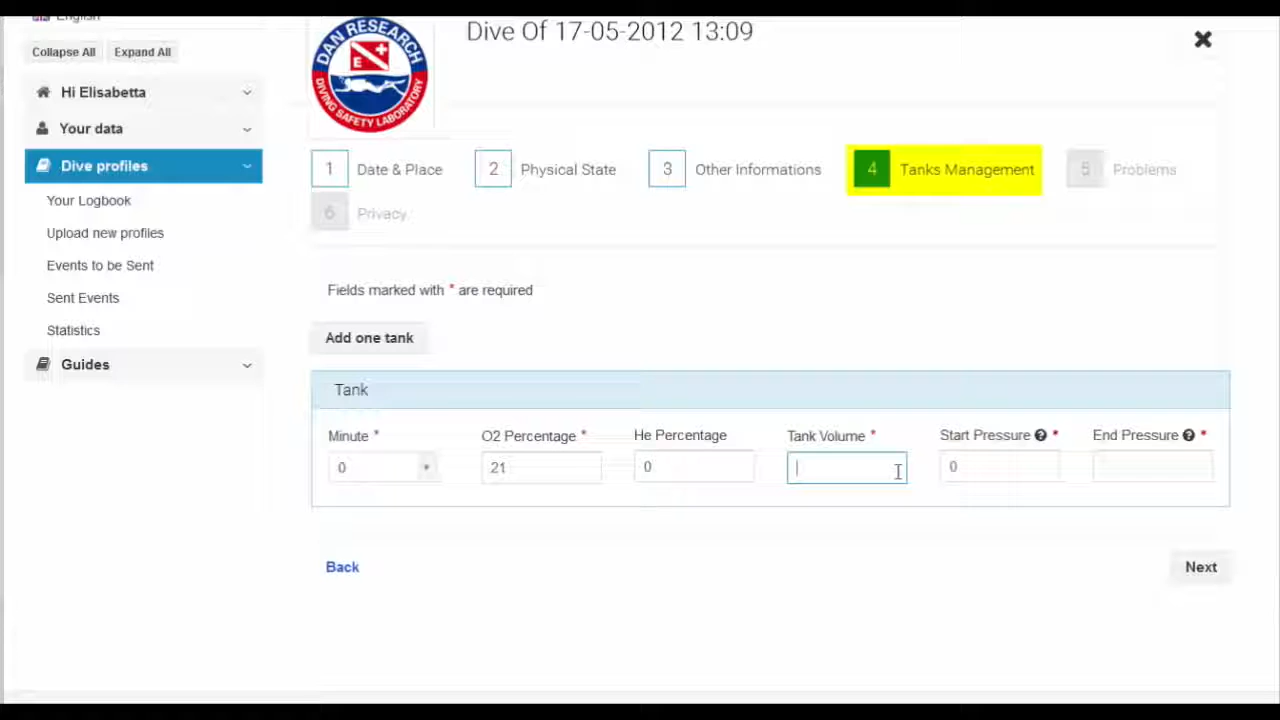 English
Dive Of 17-05-2012 13:09
Collapse All Expand All
DAN RESEARCH
E
DIVING SAFETY LABORATORY
Hi Elisabetta
Your data
Dive profiles
Your Logbook
Upload new profiles
Events to be Sent
Sent Events
Statistics
Guides
1 Date & Place 2 Physical State 3 Other Informations 4 Tanks Management 5 Problems
6 Privacy
Fields marked with * are required
Add one tank
Tank
Minute * O2 Percentage * He Percentage Tank Volume * Start Pressure ? * End Pressure ? *
0 21 0 0
Back Next